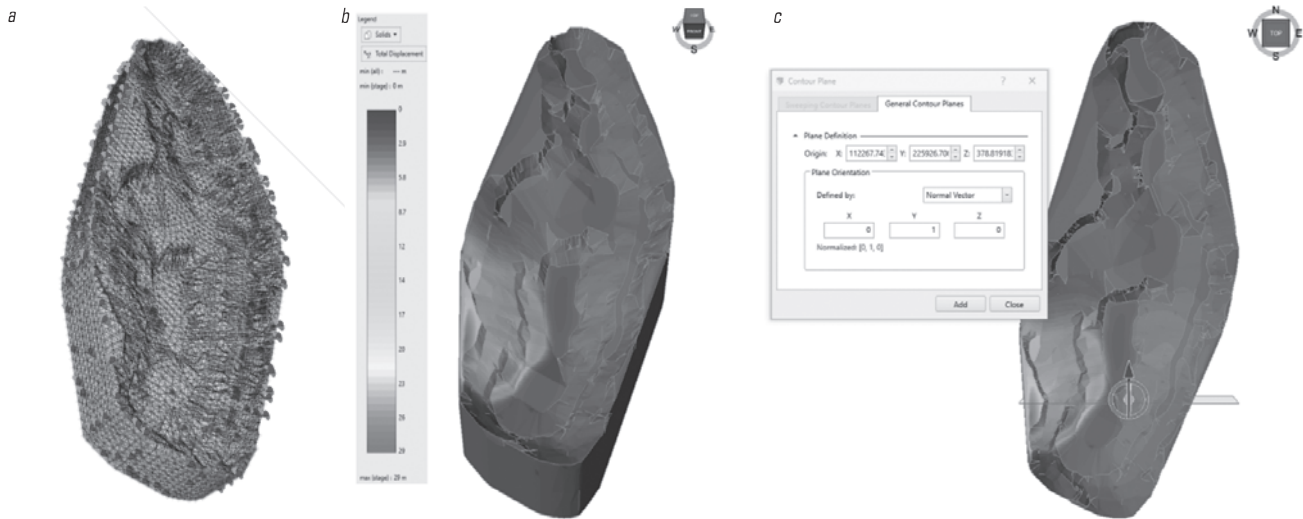 a
b
c
Legend
Solids
Total Displacement
min (all) : --- m
min (stage) : 0 m
2.9
5.8
8.7
12
14
17
20
23
26
29
max (stage) : 29 m
TOP
FRONT
W
E
S
Contour Plane
? ×
Sweeping Contour Planes General Contour Planes
Plane Definition
Origin: X: 112267.74 Y: 225926.70 Z: 378.81918
Plane Orientation
Defined by: Normal Vector
X Y Z
0 1 0
Normalized: [0, 1, 0]
Add Close
N
W TOP E
S